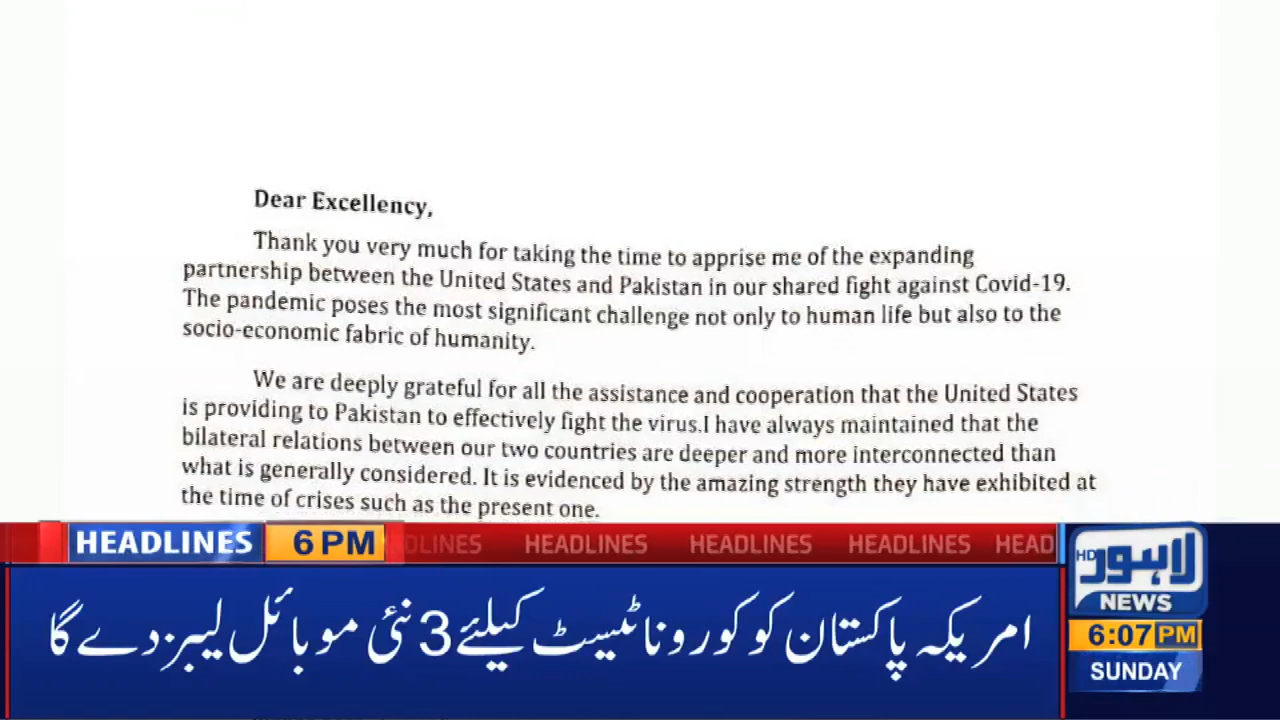 Dear Excellency,
Thank you very much for taking the time to apprise me of the expanding
partnership between the United States and Pakistan in our shared fight against Covid-19.
The pandemic poses the most significant challenge not only to human life but also to the
socio-economic fabric of humanity.
We are deeply grateful for all the assistance and cooperation that the United States
is providing to Pakistan to effectively fight the virus.I have always maintained that the
bilateral relations between our two countries are deeper and more interconnected than
what is generally considered. It is evidenced by the amazing strength they have exhibited at
the time of crises such as the present one.
HEADLINES 6 PM DLINES HEADLINES HEADLINES HEADLINES HEAD
امریکہ پاکستان کو کورونا ٹیسٹ کیلئے 3 نئی موبائل لیبز دے گا
HD لاہور
NEWS
6:07 PM
SUNDAY